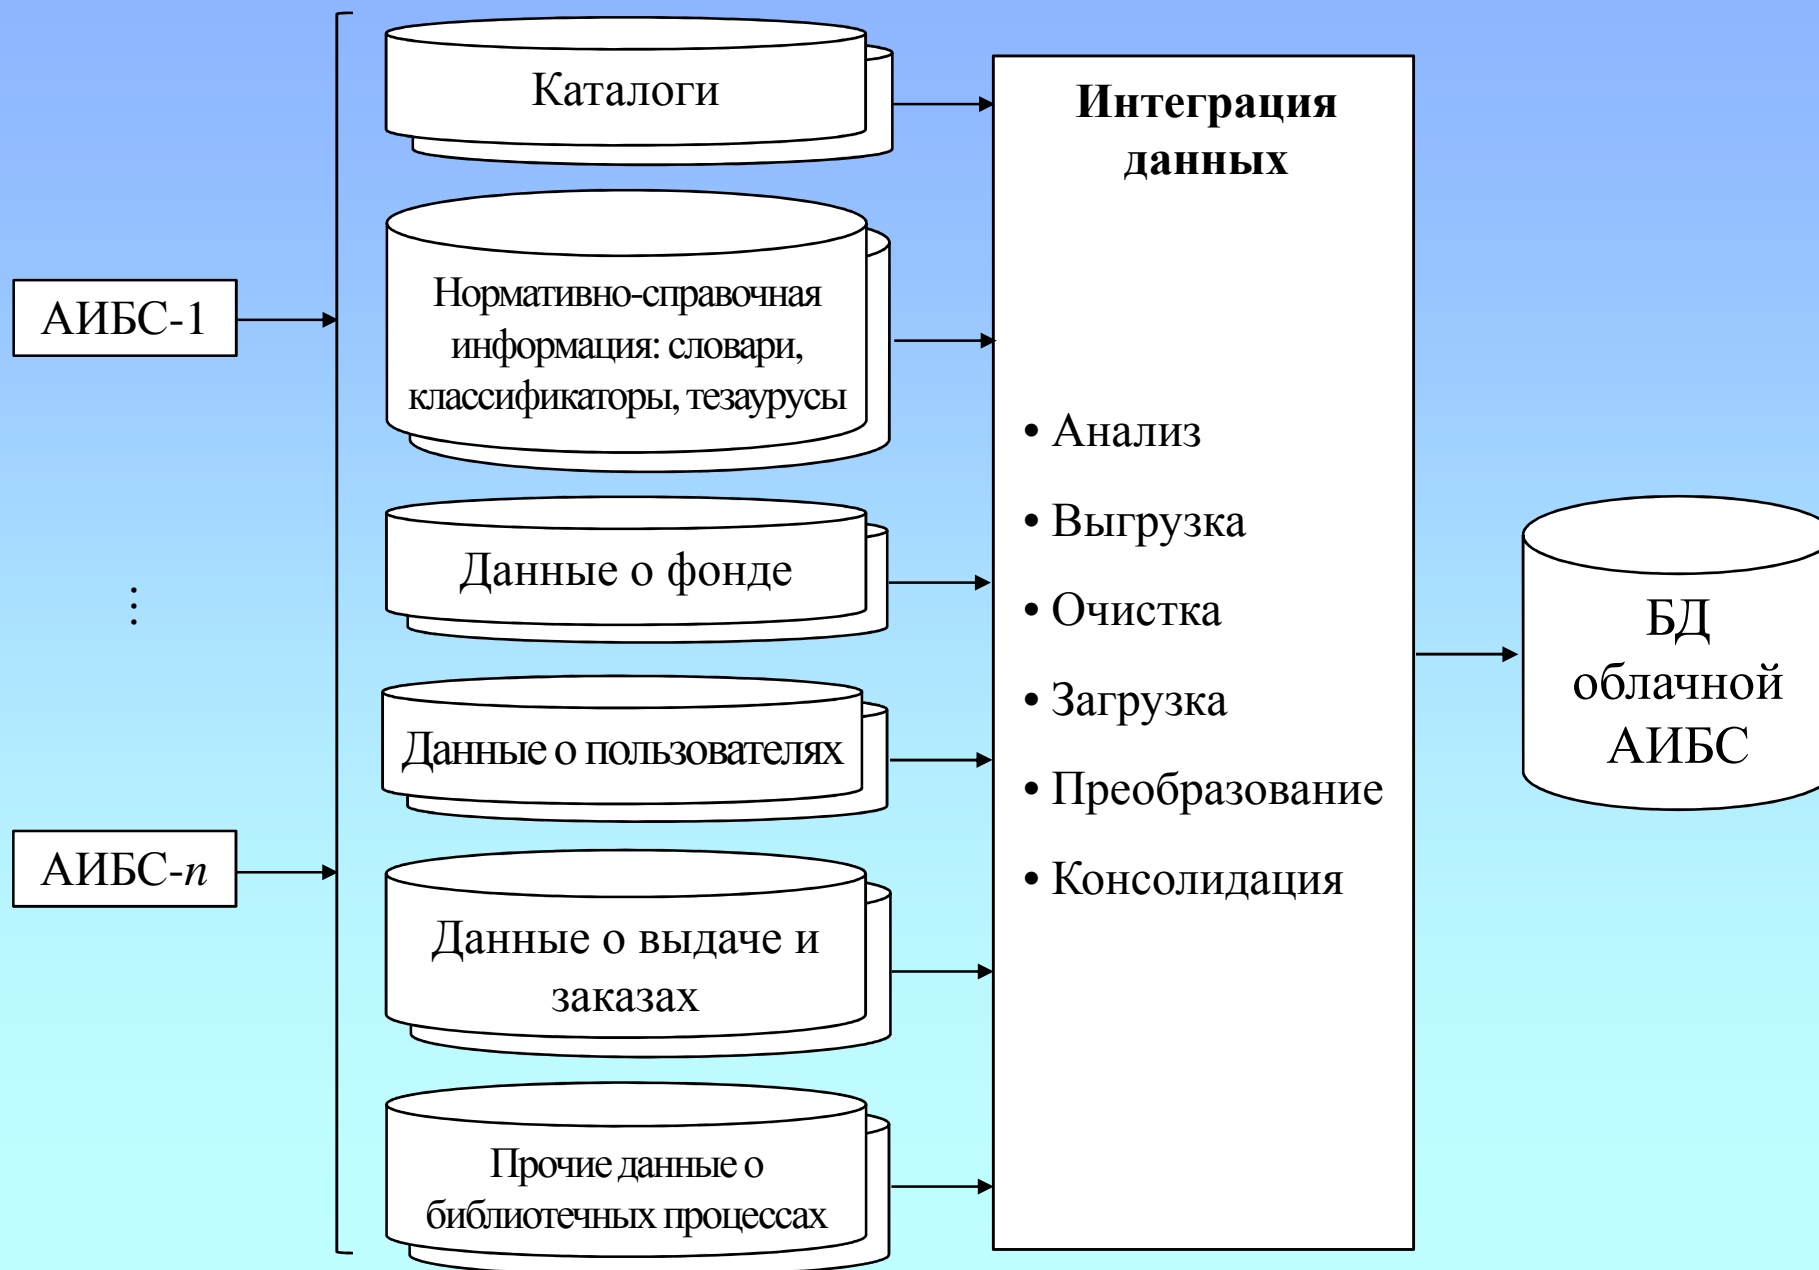 АИБС-1
⋮
АИБС-n
Каталоги
Нормативно-справочная
информация: словари,
классификаторы, тезаурусы
Данные о фонде
Данные о пользователях
Данные о выдаче и
заказах
Прочие данные о
библиотечных процессах
Интеграция
данных
• Анализ
• Выгрузка
• Очистка
• Загрузка
• Преобразование
• Консолидация
БД
облачной
АИБС